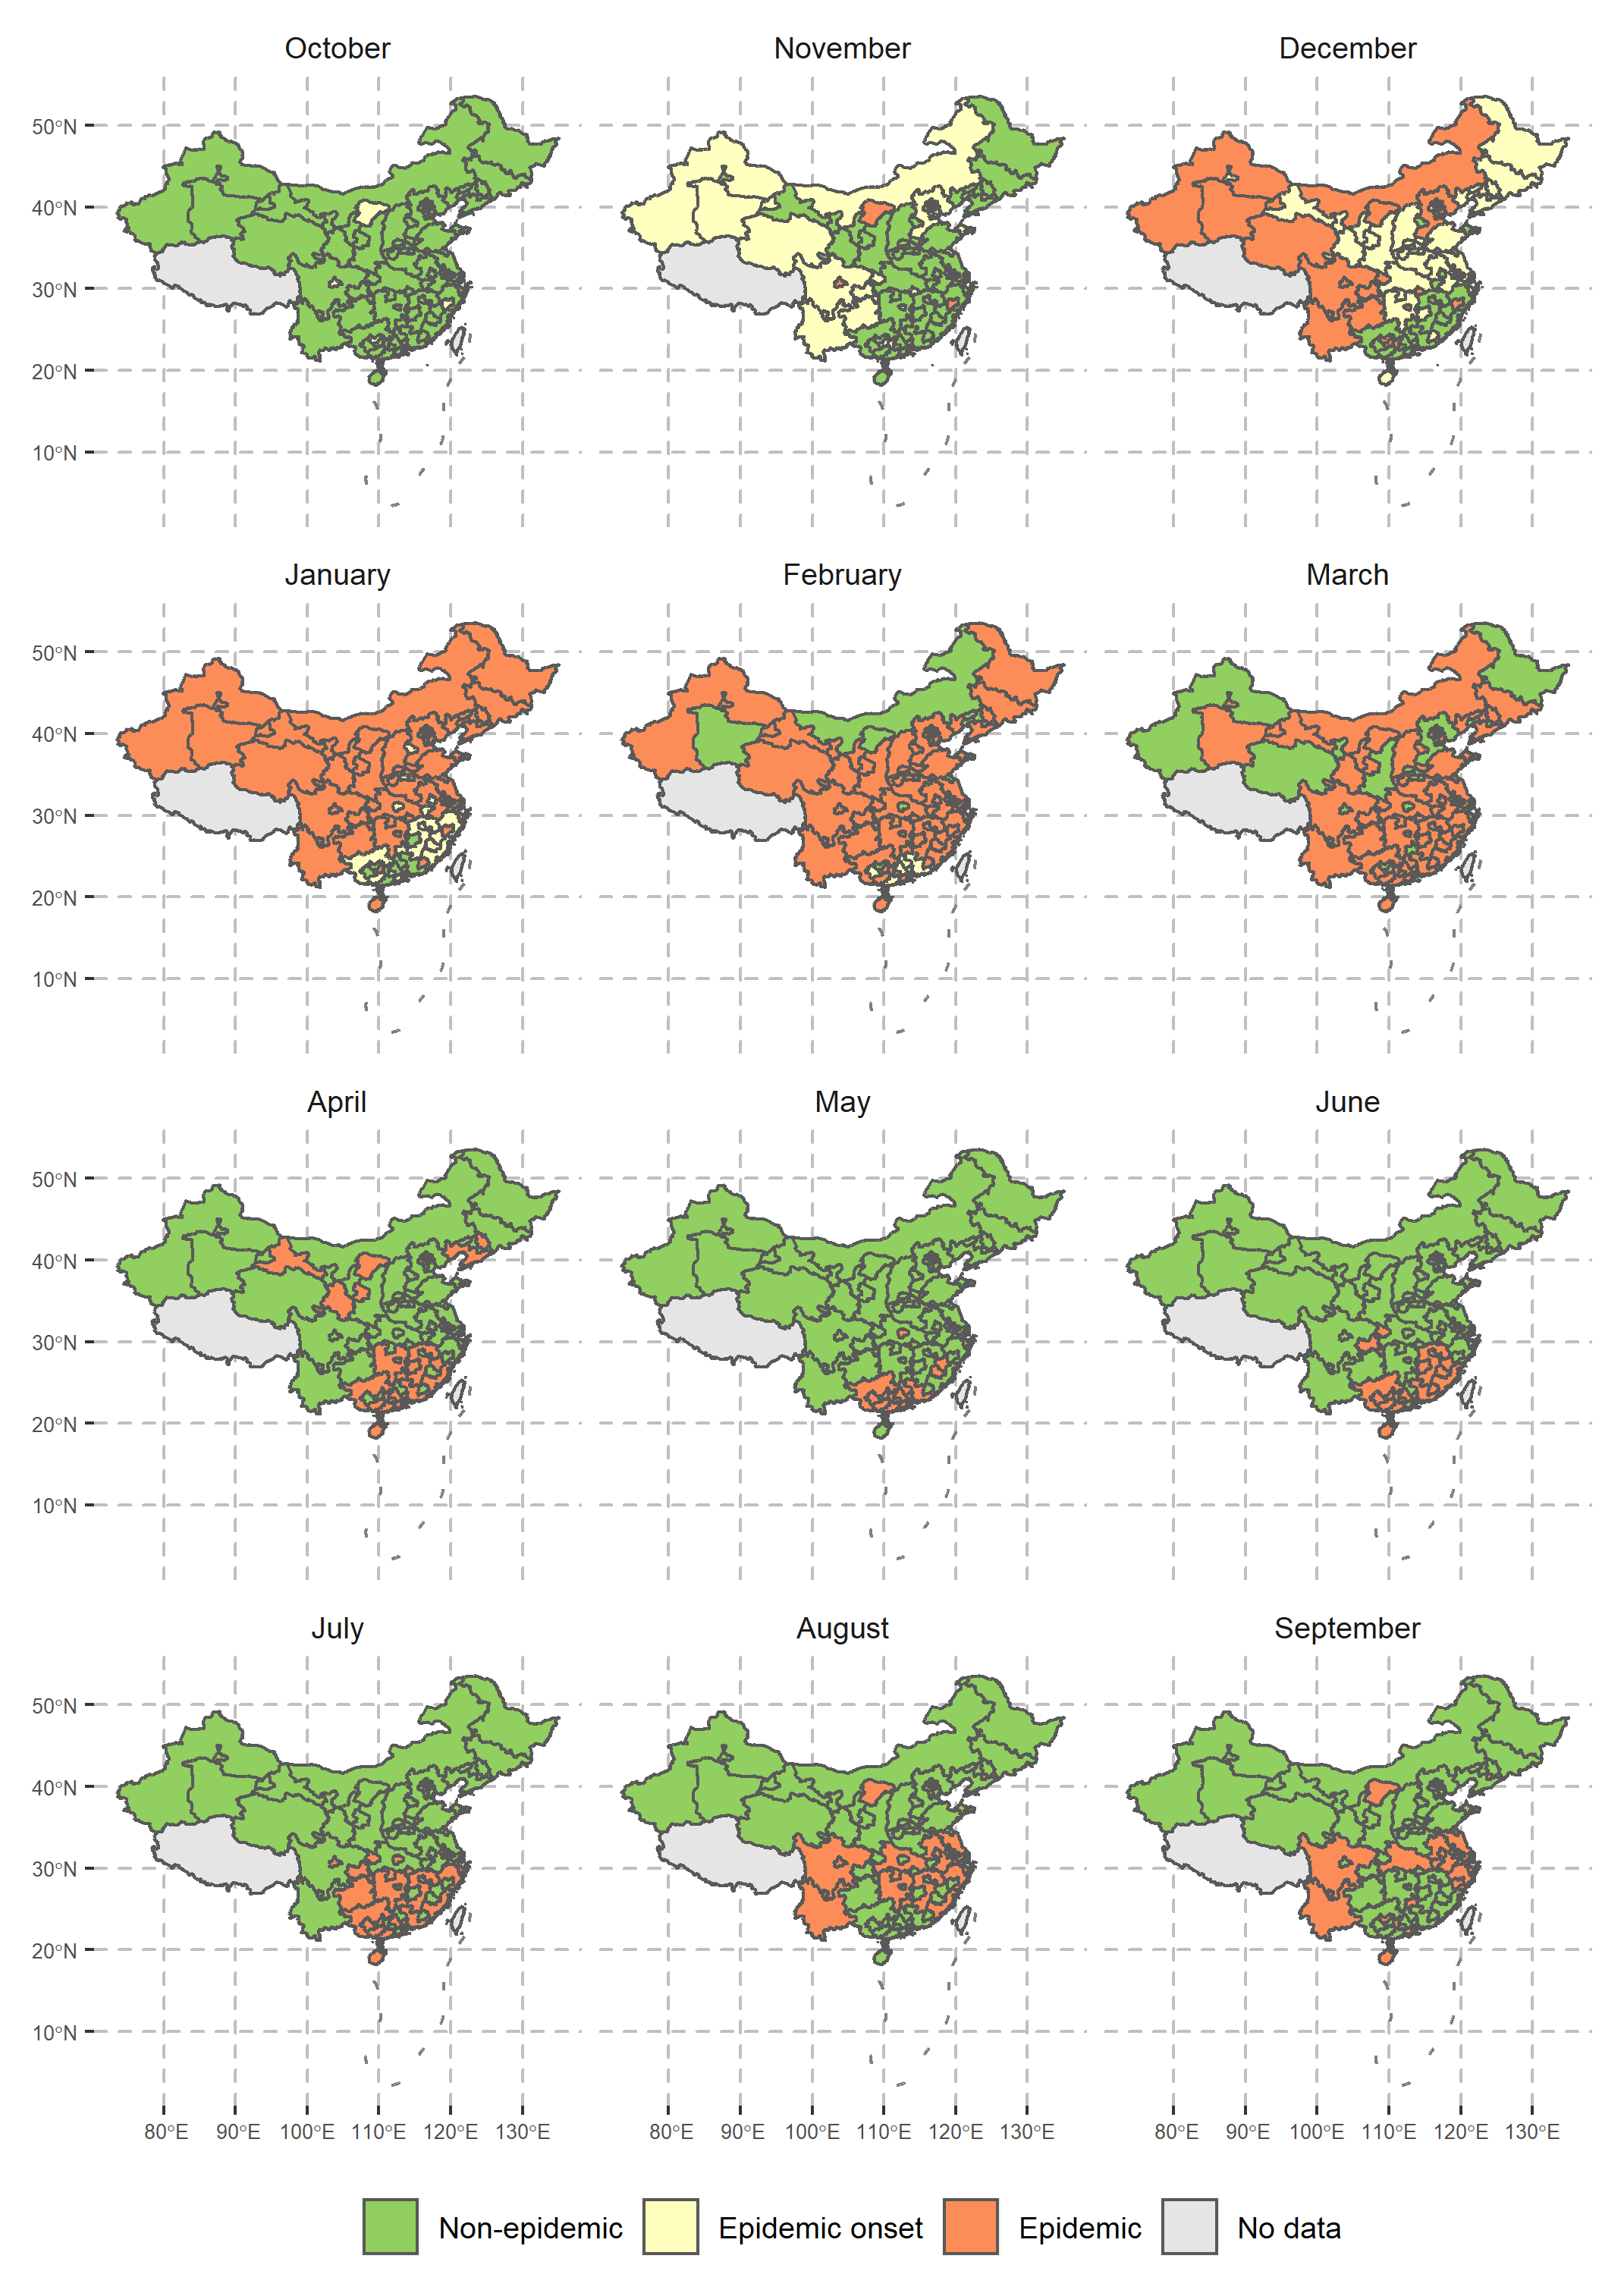 October November December
50°N
40°N
30°N
20°N
10°N
January February March
50°N
40°N
30°N
20°N
10°N
April May June
50°N
40°N
30°N
20°N
10°N
July August September
50°N
40°N
30°N
20°N
10°N
80°E 90°E 100°E 110°E 120°E 130°E 80°E 90°E 100°E 110°E 120°E 130°E 80°E 90°E 100°E 110°E 120°E 130°E
Non-epidemic Epidemic onset Epidemic No data